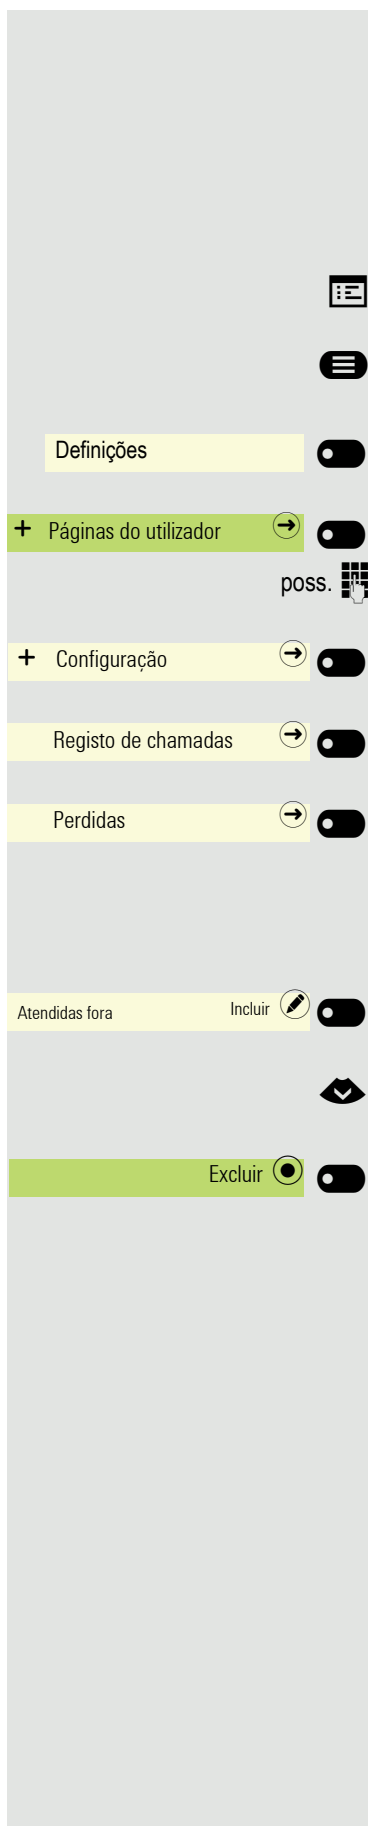 Definições
+ Páginas do utilizador
poss.
+ Configuração
Registo de chamadas
Perdidas
Atendidas fora Incluir
Excluir